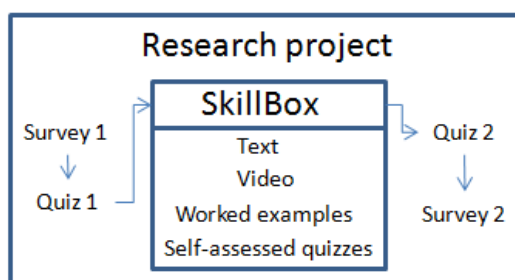 Research project
Survey 1
Quiz 1
SkillBox
Text
Video
Worked examples
Self-assessed quizzes
Quiz 2
Survey 2